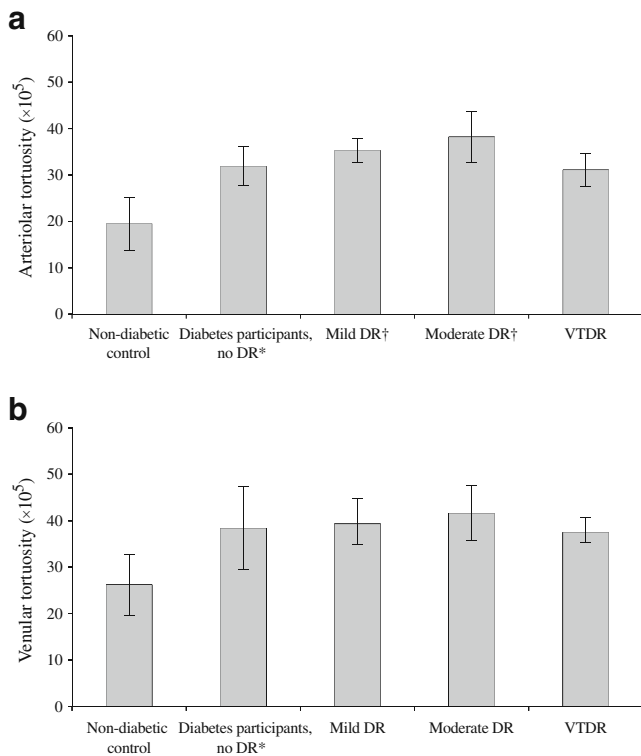 a
Arteriolar tortuosity (×10⁵)
60
50
40
30
20
10
0
Non-diabetic
control
Diabetes participants,
no DR*
Mild DR†
Moderate DR†
VTDR
b
Venular tortuosity (×10⁵)
60
50
40
30
20
10
0
Non-diabetic
control
Diabetes participants,
no DR*
Mild DR
Moderate DR
VTDR